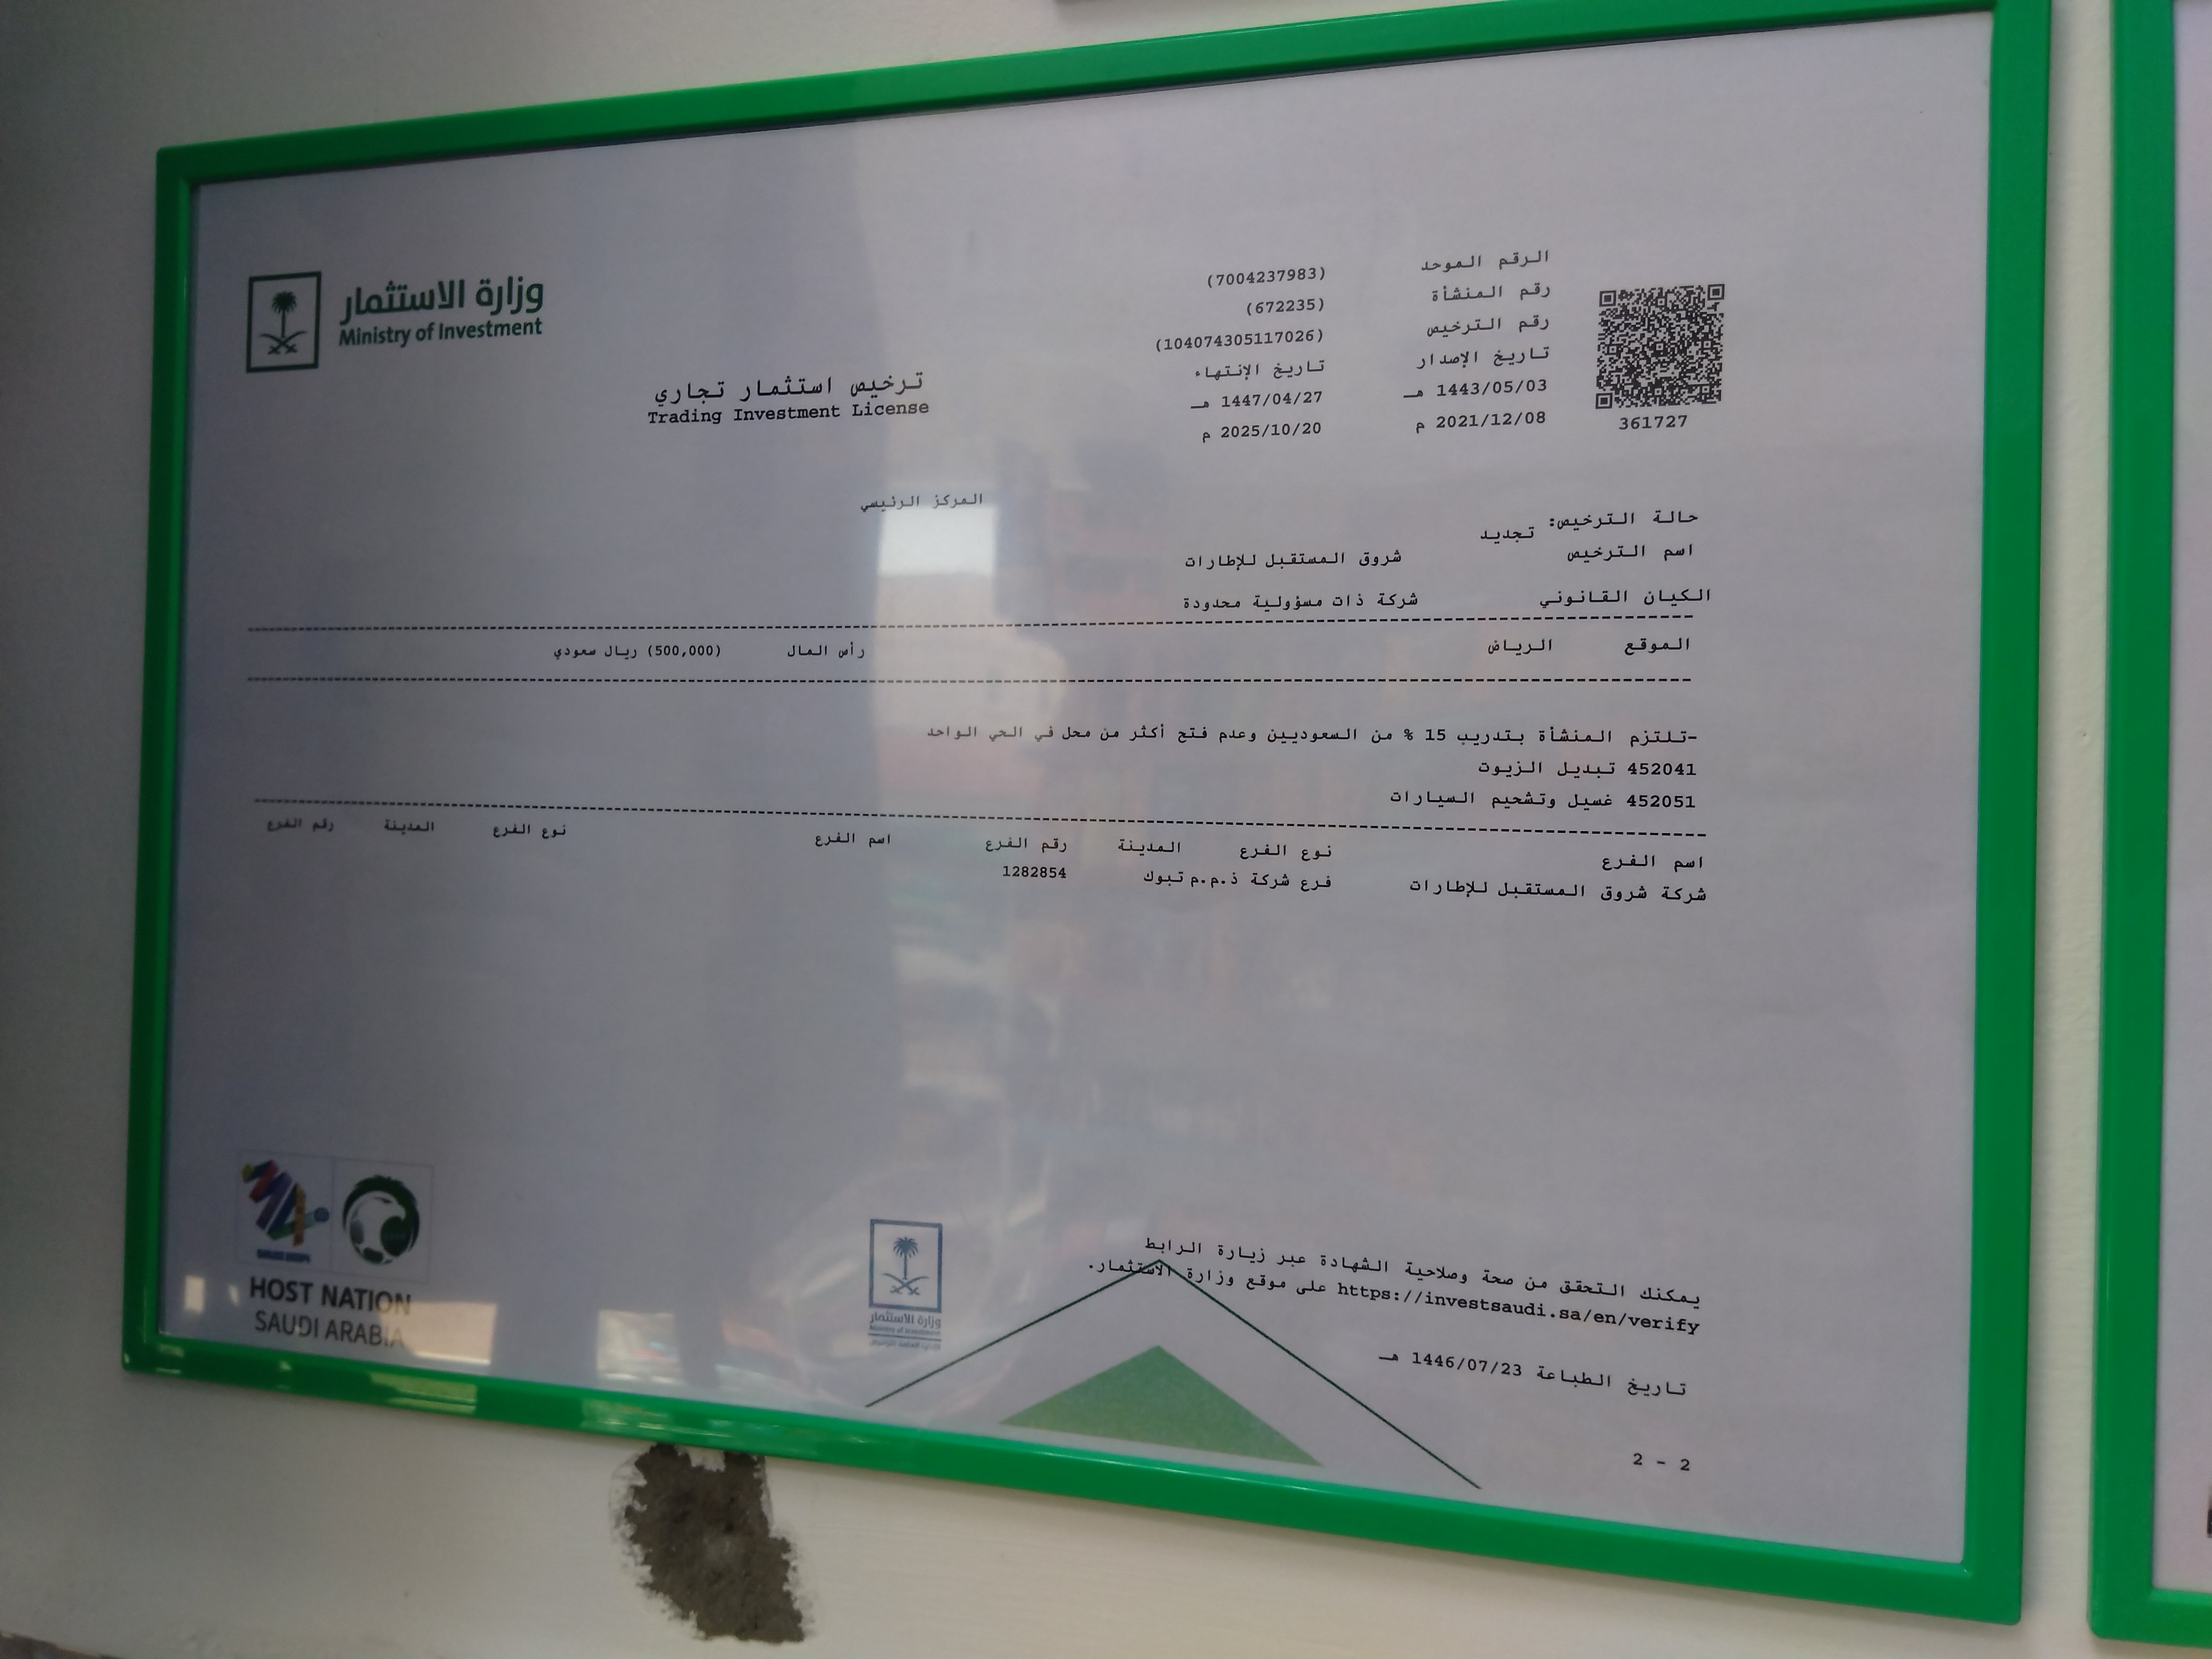 وزارة الاستثمار
Ministry of Investment
الرقم الموحد (7004237983)
رقم المنشأة (672235)
رقم الترخيص (104074305117026)
تاريخ الإصدار تاريخ الإنتهاء
1443/05/03 هـ 1447/04/27 هـ
2021/12/08 م 2025/10/20 م
361727
ترخيص استثمار تجاري
Trading Investment License
المركز الرئيسي
حالة الترخيص: تجديد
اسم الترخيص شروق المستقبل للإطارات
الكيان القانوني شركة ذات مسؤولية محدودة
الموقع الرياض رأس المال (500,000) ريال سعودي
-تلتزم المنشأة بتدريب 15 % من السعوديين وعدم فتح أكثر من محل في الحي الواحد
452041 تبديل الزيوت
452051 غسيل وتشحيم السيارات
اسم الفرع نوع الفرع المدينة رقم الفرع اسم الفرع نوع الفرع المدينة رقم الفرع
شركة شروق المستقبل للإطارات فرع شركة ذ.م.م تبوك 1282854
يمكنك التحقق من صحة وصلاحية الشهادة عبر زيارة الرابط
https://investsaudi.sa/en/verify على موقع وزارة الاستثمار.
تاريخ الطباعة 1446/07/23 هـ
2 - 2
وزارة الاستثمار
Ministry of Investment
HOST NATION
SAUDI ARABIA